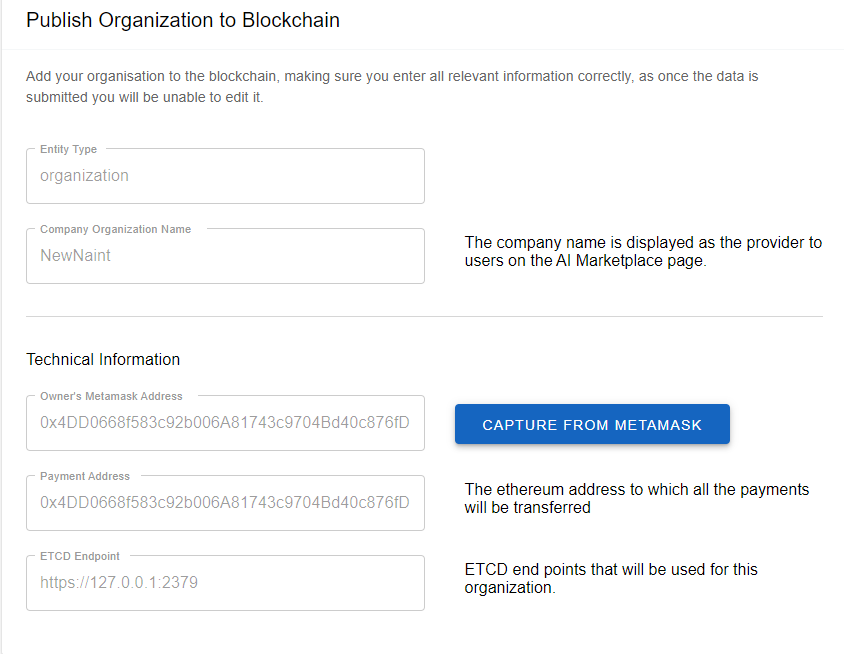 Publish Organization to Blockchain
Add your organisation to the blockchain, making sure you enter all relevant information correctly, as once the data is
submitted you will be unable to edit it.
Entity Type
organization
Company Organization Name
NewNaint
The company name is displayed as the provider to
users on the AI Marketplace page.
Technical Information
Owner's Metamask Address
0x4DD0668f583c92b006A81743c9704Bd40c876fD
CAPTURE FROM METAMASK
Payment Address
0x4DD0668f583c92b006A81743c9704Bd40c876fD
The ethereum address to which all the payments
will be transferred
ETCD Endpoint
https://127.0.0.1:2379
ETCD end points that will be used for this
organization.